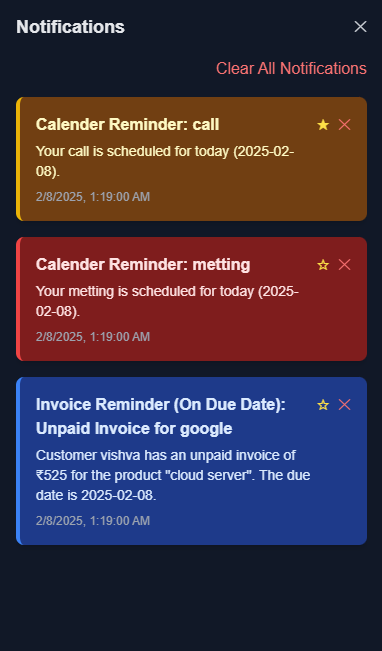 Notifications
Clear All Notifications
Calender Reminder: call
Your call is scheduled for today (2025-02-
08).
2/8/2025, 1:19:00 AM
Calender Reminder: metting
Your metting is scheduled for today (2025-
02-08).
2/8/2025, 1:19:00 AM
Invoice Reminder (On Due Date):
Unpaid Invoice for google
Customer vishva has an unpaid invoice of
₹525 for the product "cloud server". The due
date is 2025-02-08.
2/8/2025, 1:19:00 AM